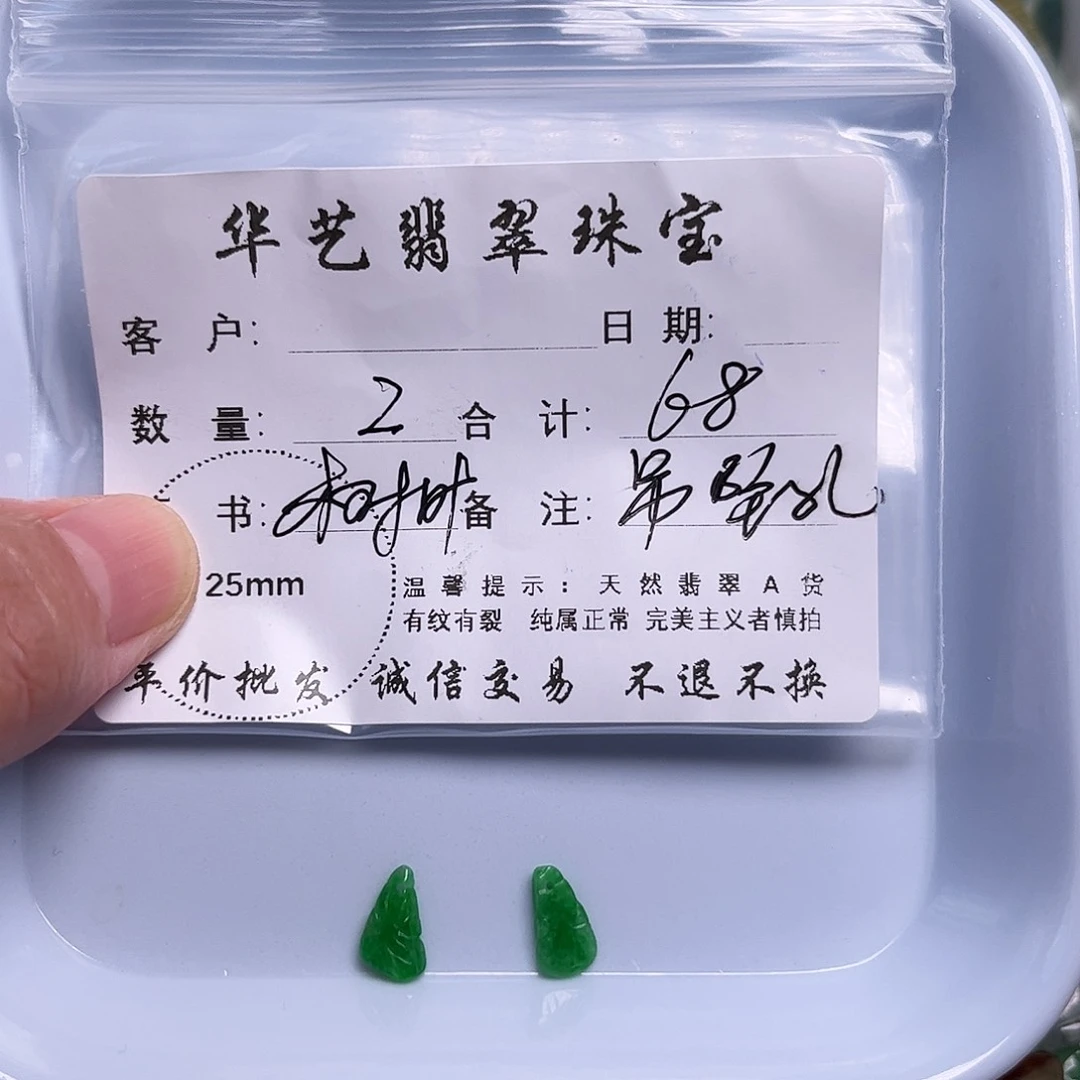 华艺翡翠珠宝
客 户: 日 期:
数 量: 2 合 计: 68
书: 备 注:
25mm
温馨提示: 天然翡翠A货
有纹有裂 纯属正常 完美主义者慎拍
平价批发 诚信交易 不退不换